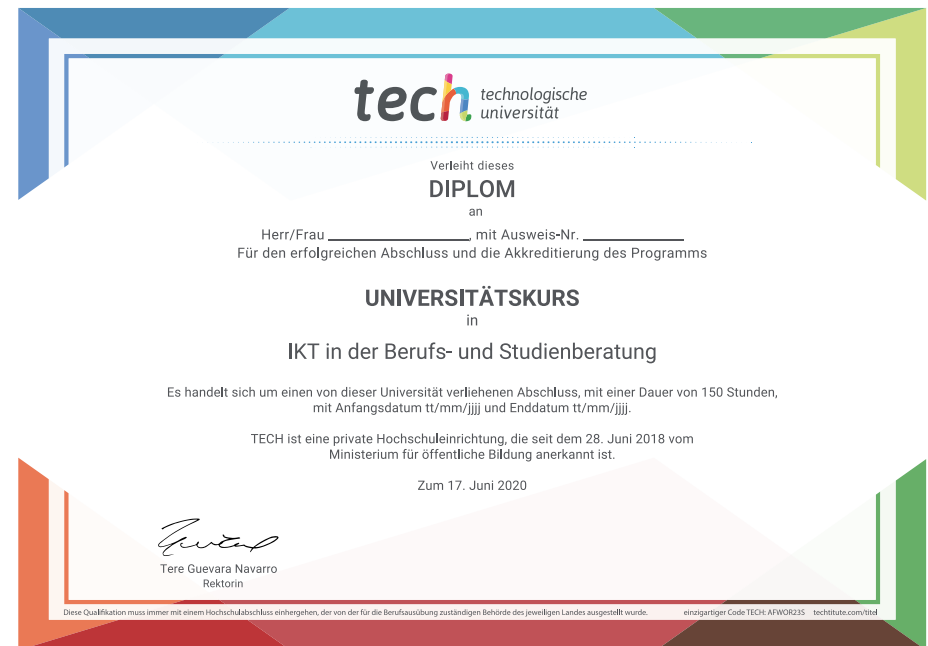 tech technologische
universität
Verleiht dieses
DIPLOM
an
Herr/Frau ____________________, mit Ausweis-Nr. ______________
Für den erfolgreichen Abschluss und die Akkreditierung des Programms
UNIVERSITÄTSKURS
in
IKT in der Berufs- und Studienberatung
Es handelt sich um einen von dieser Universität verliehenen Abschluss, mit einer Dauer von 150 Stunden,
mit Anfangsdatum tt/mm/jjjj und Enddatum tt/mm/jjjj.
TECH ist eine private Hochschuleinrichtung, die seit dem 28. Juni 2018 vom
Ministerium für öffentliche Bildung anerkannt ist.
Zum 17. Juni 2020
Tere Guevara Navarro
Rektorin
Diese Qualifikation muss immer mit einem Hochschulabschluss einhergehen, der von der für die Berufsausübung zuständigen Behörde des jeweiligen Landes ausgestellt wurde. einzigartiger Code TECH: AFWOR23S techtitute.com/titel